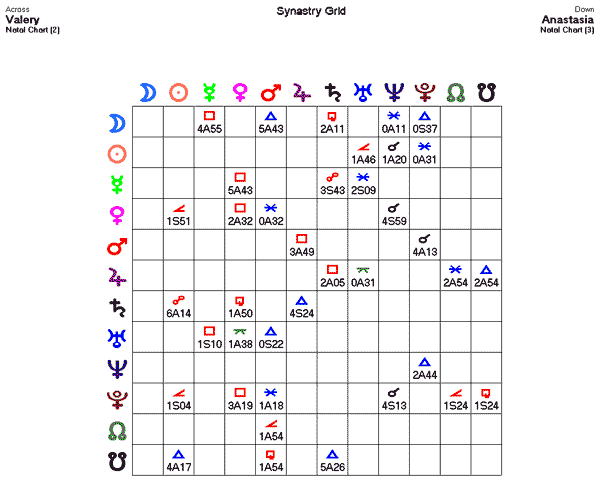 Across
Valery
Natal Chart (2)
Synastry Grid
Down
Anastasia
Natal Chart (3)
4A55 5A43 2A11 0A11 0S37
1A46 1A20 0A31
5A43 3S43 2S09
1S51 2A32 0A32 4S59
3A49 4A13
2A05 0A31 2A54 2A54
6A14 1A50 4S24
1S10 1A38 0S22
2A44
1S04 3A19 1A18 4S13 1S24 1S24
1A54
4A17 1A54 5A26